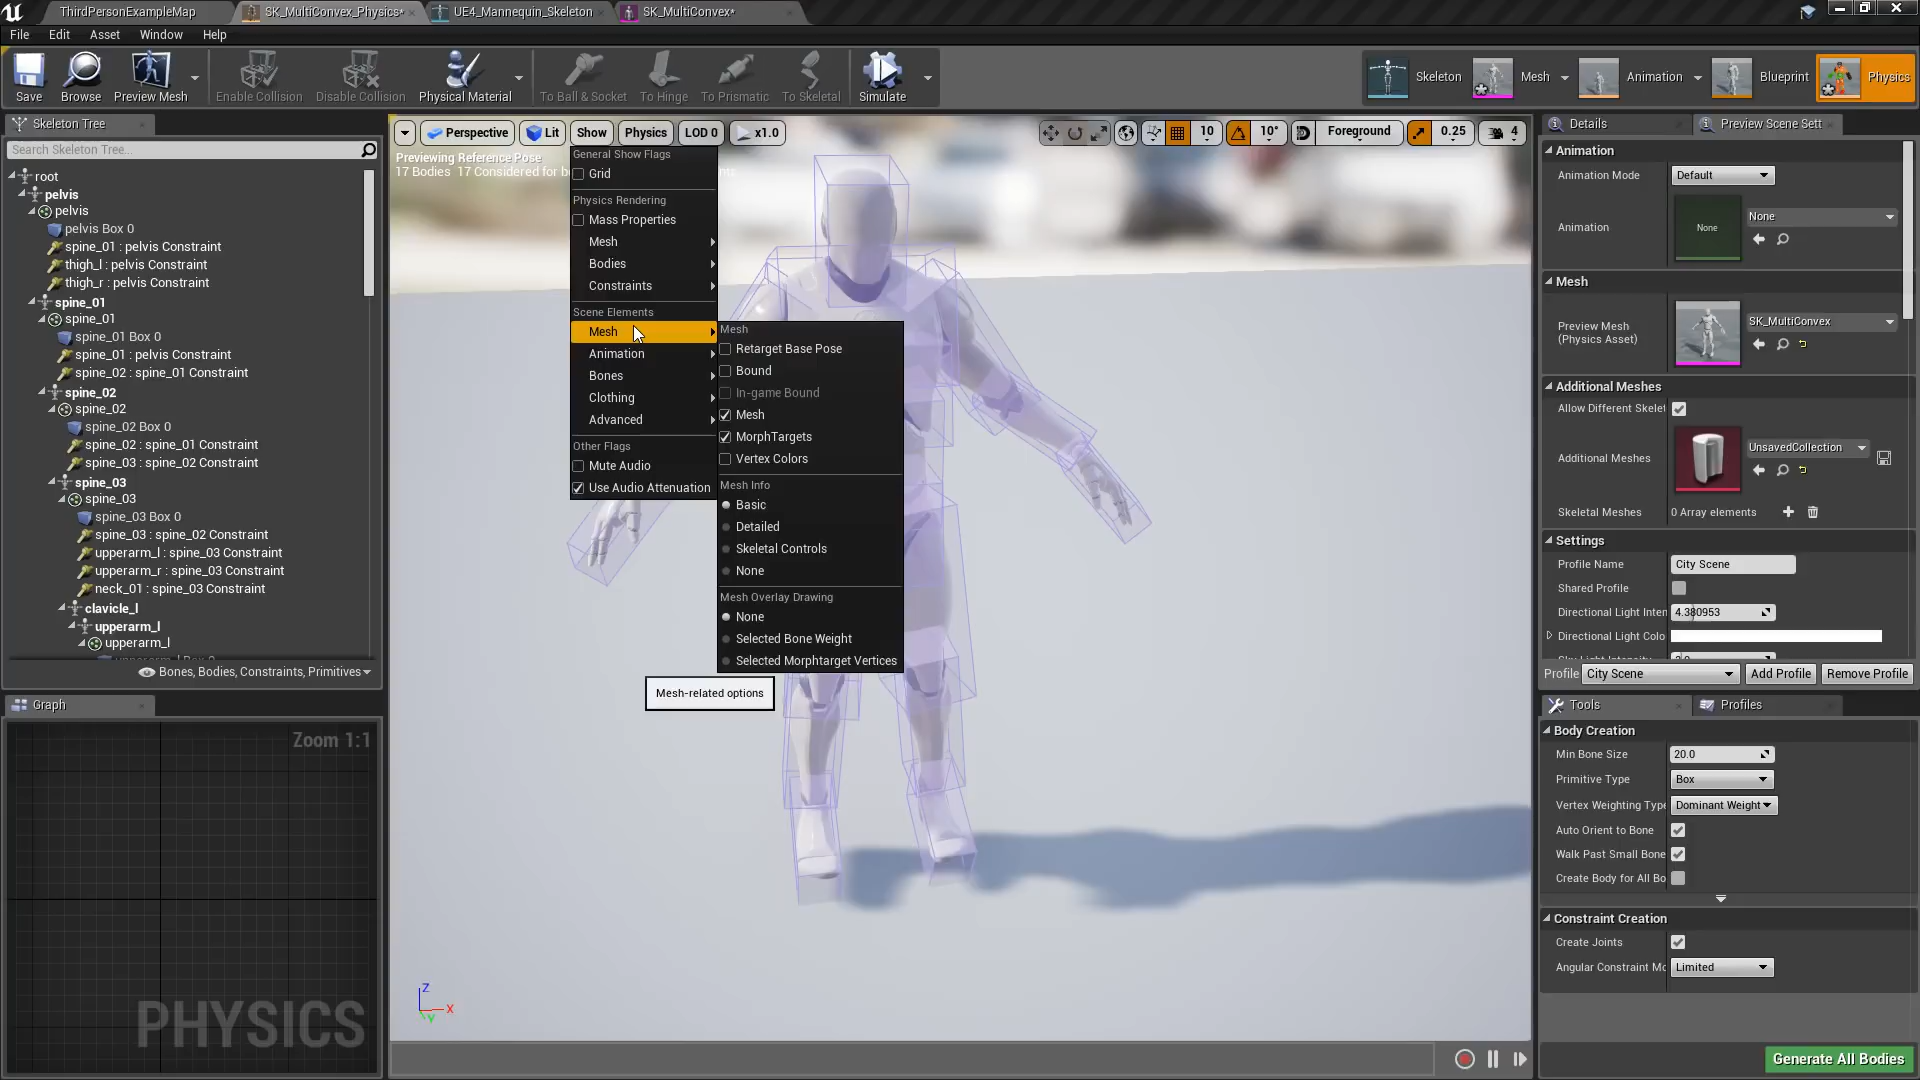 ThirdPersonExampleMap
SK_MultiConvex_Physics*
UE4_Mannequin_Skeleton
SK_MultiConvex*
File
Edit
Asset
Window
Help
Save
Browse
Preview Mesh
Enable Collision
Disable Collision
Physical Material
To Ball & Socket
To Hinge
To Prismatic
To Skeletal
Simulate
Skeleton
Mesh
Animation
Blueprint
Physics
Skeleton Tree
Search Skeleton Tree...
root
pelvis
pelvis
pelvis Box 0
spine_01 : pelvis Constraint
thigh_l : pelvis Constraint
thigh_r : pelvis Constraint
spine_01
spine_01
spine_01 Box 0
spine_01 : pelvis Constraint
spine_02 : spine_01 Constraint
spine_02
spine_02
spine_02 Box 0
spine_02 : spine_01 Constraint
spine_03 : spine_02 Constraint
spine_03
spine_03
spine_03 Box 0
spine_03 : spine_02 Constraint
upperarm_l : spine_03 Constraint
upperarm_r : spine_03 Constraint
neck_01 : spine_03 Constraint
clavicle_l
upperarm_l
upperarm_l
Bones, Bodies, Constraints, Primitives
Graph
Zoom 1:1
PHYSICS
Perspective
Lit
Show
Physics
LOD 0
x1.0
10
10°
Foreground
0.25
4
Previewing Reference Pose
17 Bodies 17 Considered for b
General Show Flags
Grid
Physics Rendering
Mass Properties
Mesh
Bodies
Constraints
Scene Elements
Mesh
Animation
Bones
Clothing
Advanced
Other Flags
Mute Audio
Use Audio Attenuation
Mesh
Retarget Base Pose
Bound
In-game Bound
Mesh
MorphTargets
Vertex Colors
Mesh Info
Basic
Detailed
Skeletal Controls
None
Mesh Overlay Drawing
None
Selected Bone Weight
Selected Morphtarget Vertices
Mesh-related options
Z
X
Y
Details
Preview Scene Sett
Animation
Animation Mode
Default
Animation
None
None
Mesh
Preview Mesh
(Physics Asset)
SK_MultiConvex
Additional Meshes
Allow Different Skelet
Additional Meshes
UnsavedCollection
Skeletal Meshes
0 Array elements
Settings
Profile Name
City Scene
Shared Profile
Directional Light Inten
4.380953
Directional Light Colo
Profile
City Scene
Add Profile
Remove Profile
Tools
Profiles
Body Creation
Min Bone Size
20.0
Primitive Type
Box
Vertex Weighting Type
Dominant Weight
Auto Orient to Bone
Walk Past Small Bone
Create Body for All Bo
Constraint Creation
Create Joints
Angular Constraint Mo
Limited
Generate All Bodies